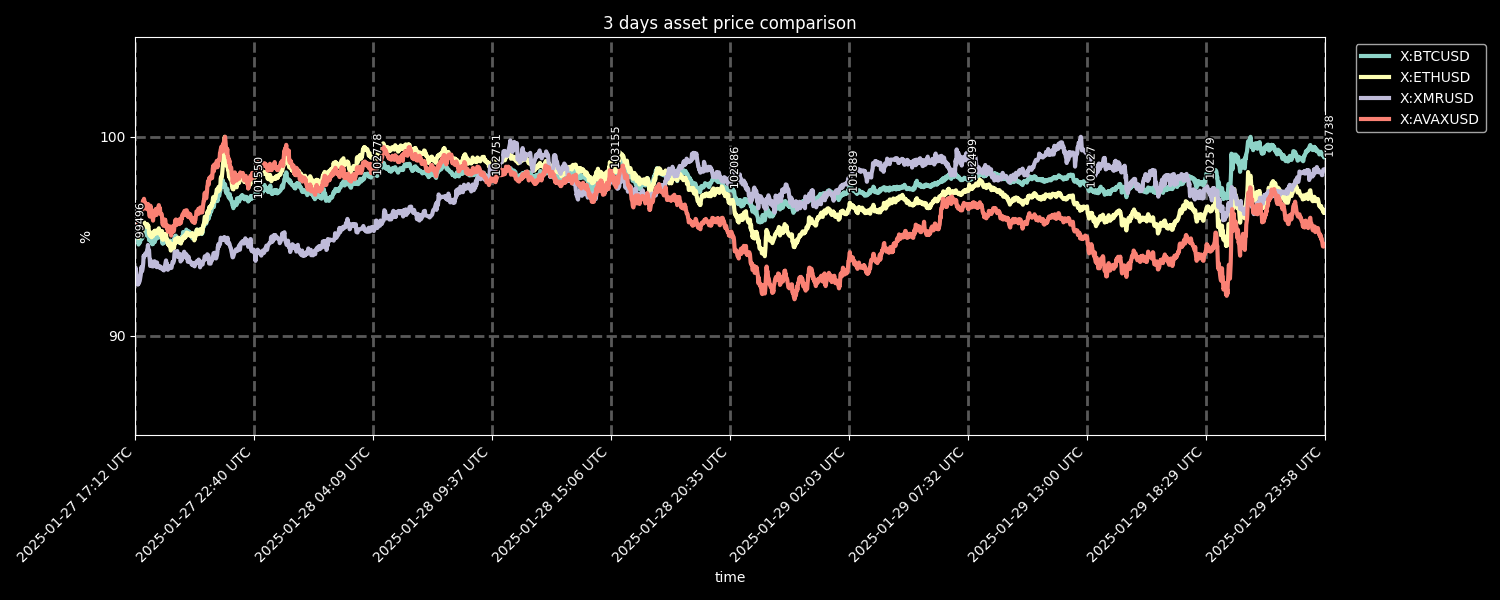 3 days asset price comparison
X:BTCUSD
X:ETHUSD
X:XMRUSD
X:AVAXUSD
%
100
90
99496
101550
102778
102751
103155
102086
101889
102499
102579
103738
2025-01-27 17:12 UTC
2025-01-27 22:40 UTC
2025-01-28 04:09 UTC
2025-01-28 09:37 UTC
2025-01-28 15:06 UTC
2025-01-28 20:35 UTC
2025-01-29 02:03 UTC
2025-01-29 07:32 UTC
2025-01-29 13:00 UTC
2025-01-29 18:29 UTC
2025-01-29 23:58 UTC
time